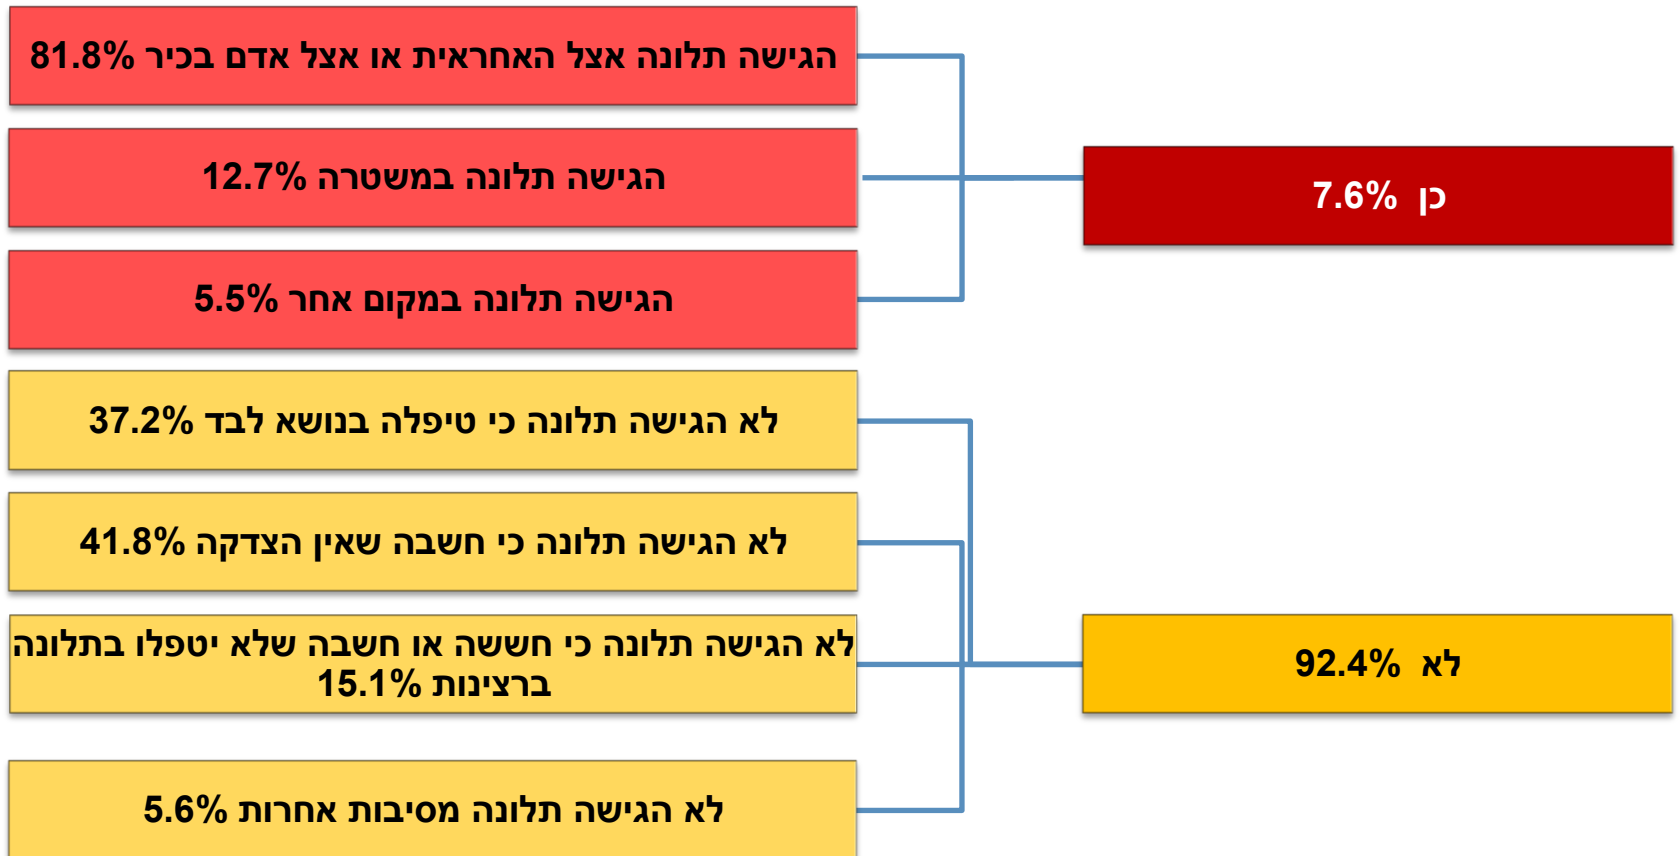 הגישה תלונה אצל האחראית או אצל אדם בכיר 81.8%
הגישה תלונה במשטרה 12.7%
כן 7.6%
הגישה תלונה במקום אחר 5.5%
לא הגישה תלונה כי טיפלה בנושא לבד 37.2%
לא הגישה תלונה כי חשבה שאין הצדקה 41.8%
לא הגישה תלונה כי חששה או חשבה שלא יטפלו בתלונה
ברצינות 15.1%
לא 92.4%
לא הגישה תלונה מסיבות אחרות 5.6%